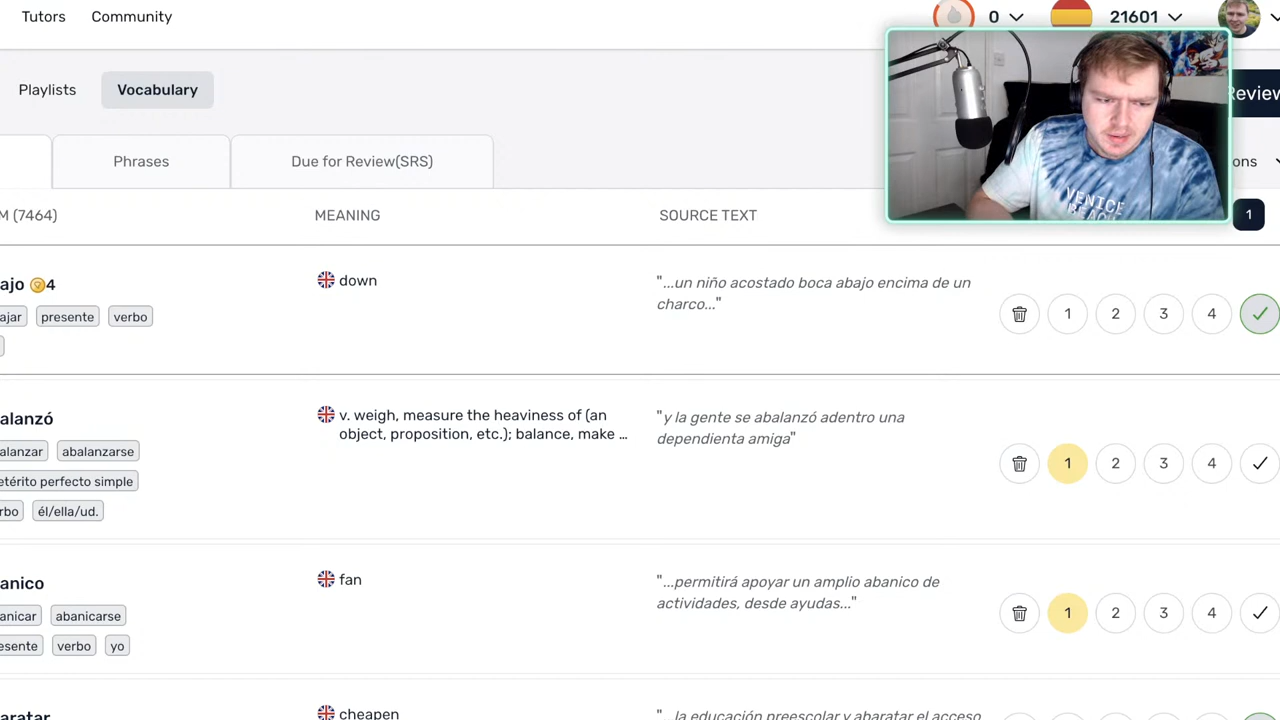 Tutors Community 0 21601
Playlists Vocabulary Review
Phrases Due for Review(SRS) ons
M (7464) MEANING SOURCE TEXT 1
ajo 4 down "...un niño acostado boca abajo encima de un
charco..."
ajar presente verbo 1 2 3 4
alanzó v. weigh, measure the heaviness of (an
object, proposition, etc.); balance, make ...
"y la gente se abalanzó adentro una
dependienta amiga"
alanzar abalanzarse
etérito perfecto simple 1 2 3 4
rbo él/ella/ud.
anico fan "...permitirá apoyar un amplio abanico de
actividades, desde ayudas..."
anicar abanicarse 1 2 3 4
esente verbo yo
aratar cheapen "...la educación preescolar y abaratar el acceso
VENICE
BEACH